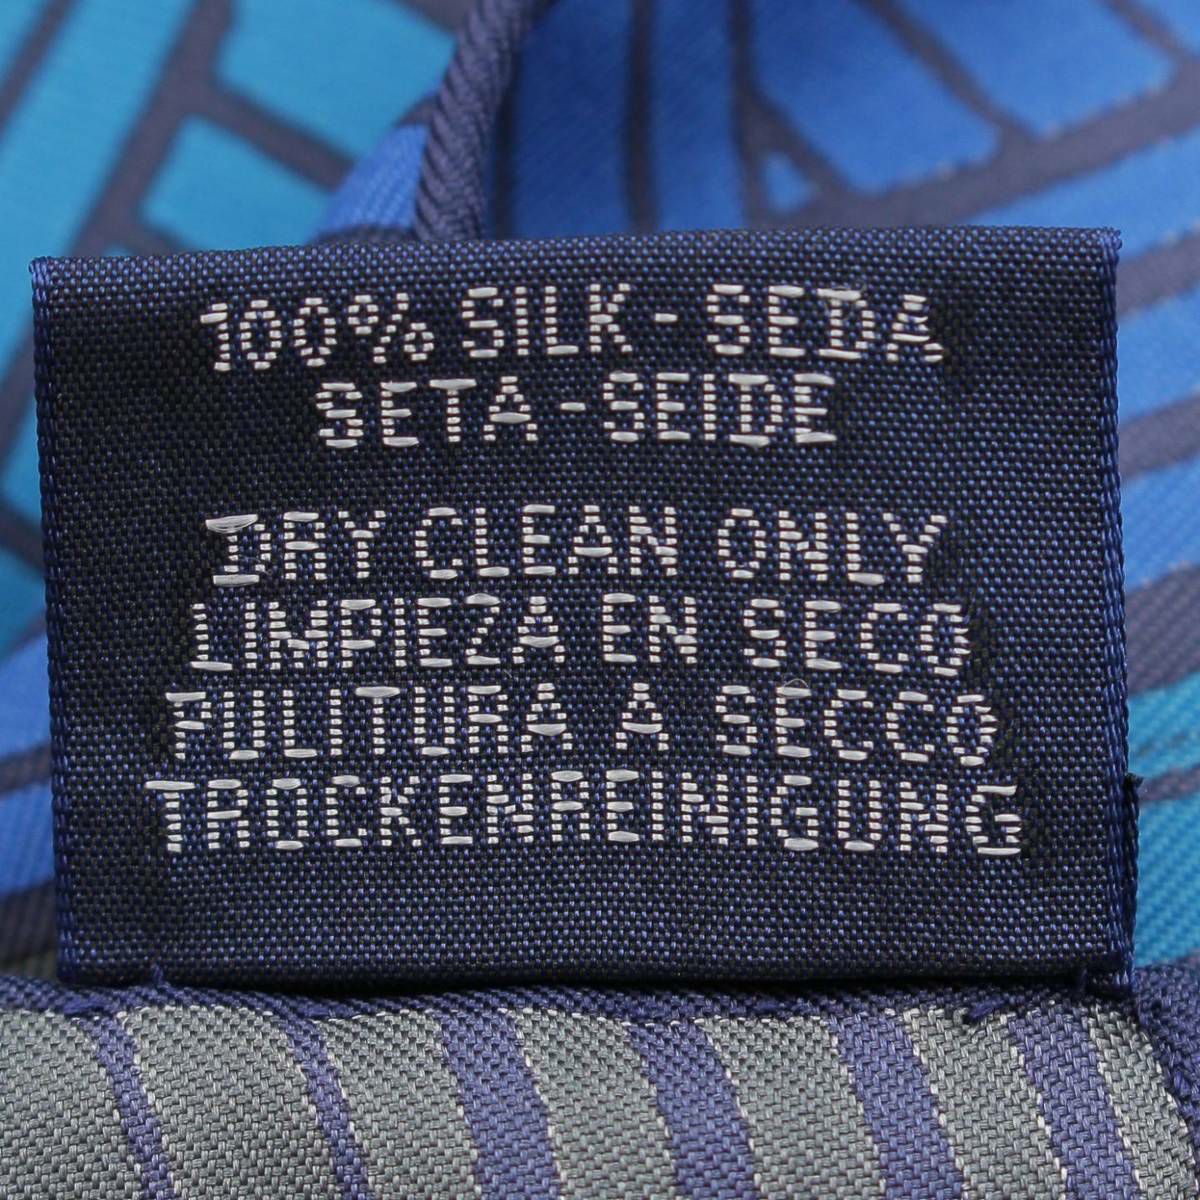 100% SILK - SEDA
SETA - SEIDE
DRY CLEAN ONLY
LIMPIEZA EN SECO
PULITURA A SECCO
TROCKENREINIGUNG